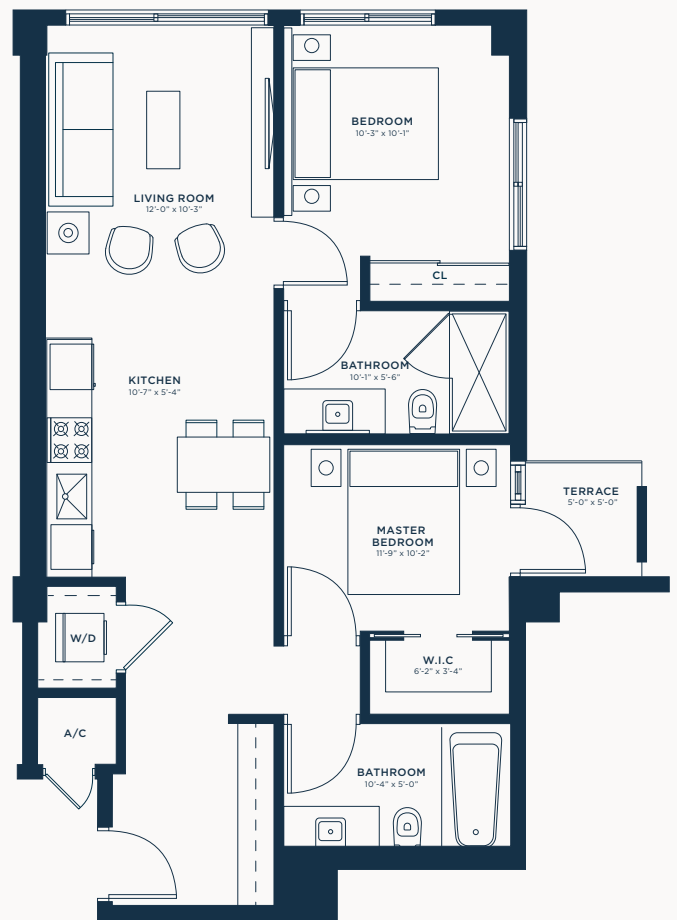 BEDROOM
10'-3" x 10'-1"
LIVING ROOM
12'-0" x 10'-3"
CL
BATHROOM
10'-1" x 5'-6"
KITCHEN
10'-7" x 5'-4"
TERRACE
5'-0" x 5'-0"
MASTER
BEDROOM
11'-9" x 10'-2"
W/D
W.I.C
6'-2" x 3'-4"
A/C
BATHROOM
10'-4" x 5'-0"